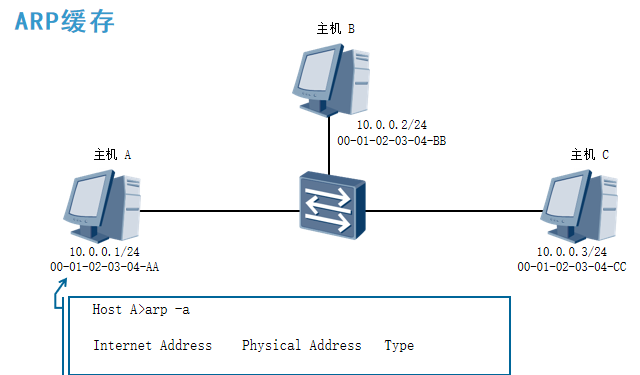 ARP缓存
主机 B
10.0.0.2/24
00-01-02-03-04-BB
主机 A
主机 C
10.0.0.1/24
00-01-02-03-04-AA
10.0.0.3/24
00-01-02-03-04-CC
Host A>arp -a
Internet Address Physical Address Type